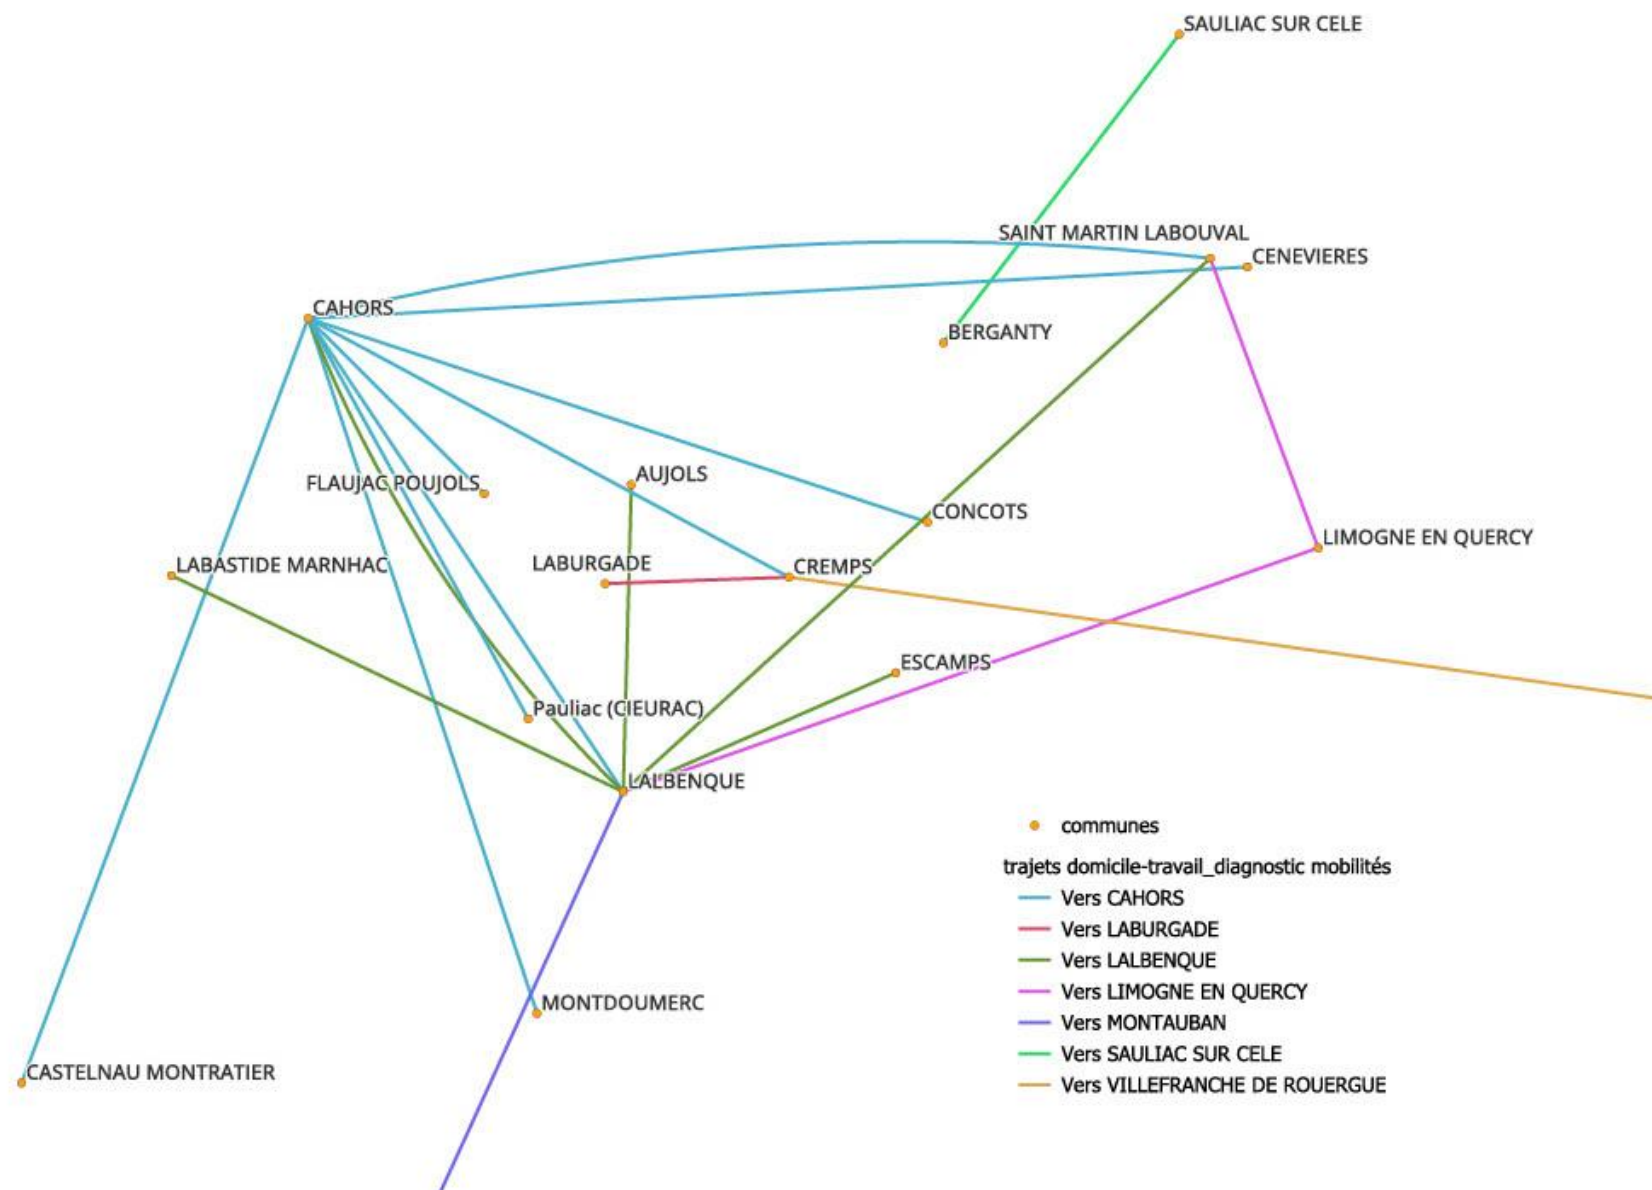 SAULIAC SUR CELE
SAINT MARTIN LABOUVAL
CENEVIERES
CAHORS
BERGANTY
AUJOLS
FLAUJAC POUJOLS
CONCOTS
LIMOGNE EN QUERCY
LABASTIDE MARNHAC
LABURGADE
CREMPS
ESCAMPS
Pauliac (CIEURAC)
LALBENQUE
MONTDOUMERC
CASTELNAU MONTRATIER
communes
trajets domicile-travail_diagnostic mobilités
Vers CAHORS
Vers LABURGADE
Vers LALBENQUE
Vers LIMOGNE EN QUERCY
Vers MONTAUBAN
Vers SAULIAC SUR CELE
Vers VILLEFRANCHE DE ROUERGUE